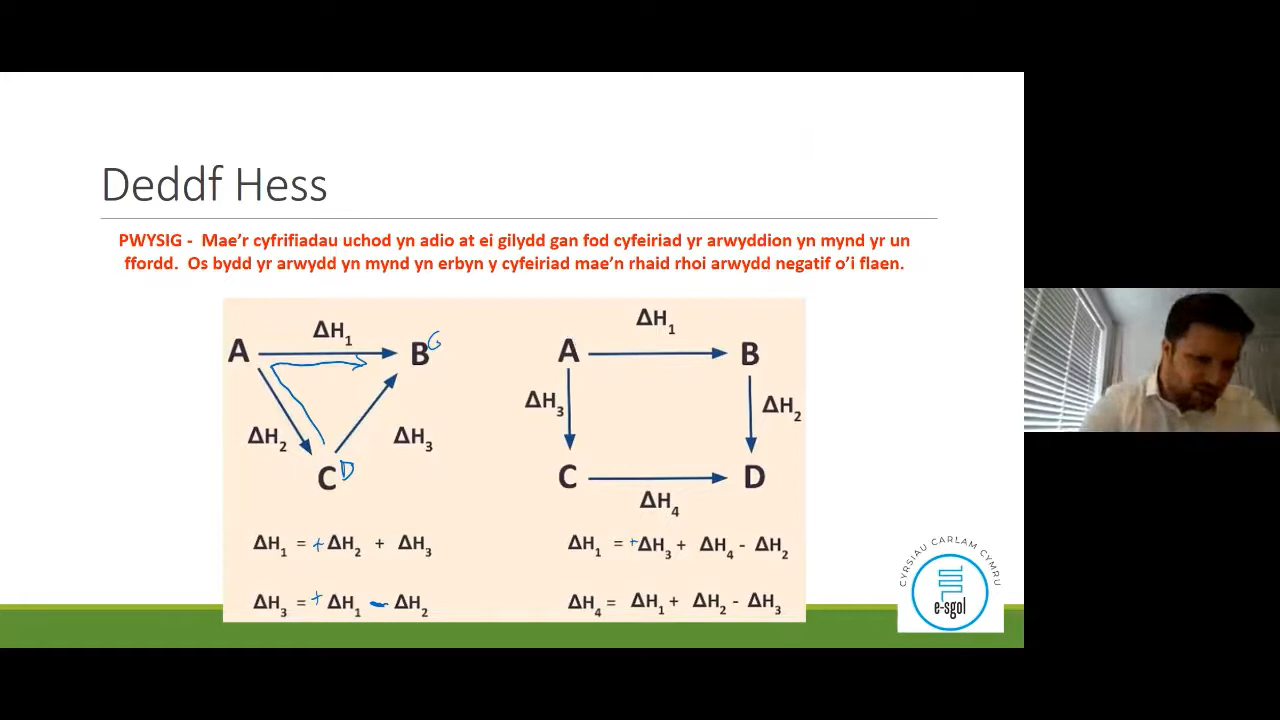 Deddf Hess
PWYSIG - Mae'r cyfrifiadau uchod yn adio at ei gilydd gan fod cyfeiriad yr arwyddion yn mynd yr un
ffordd. Os bydd yr arwydd yn mynd yn erbyn y cyfeiriad mae'n rhaid rhoi arwydd negatif o'i flaen.
ΔH₁
A B
ΔH₂ ΔH₃
C D
ΔH₁ = + ΔH₂ + ΔH₃
ΔH₃ = + ΔH₁ - ΔH₂
ΔH₁
A B
ΔH₃ ΔH₂
C D
ΔH₄
ΔH₁ = + ΔH₃ + ΔH₄ - ΔH₂
ΔH₄ = ΔH₁ + ΔH₂ - ΔH₃
CYRSIAU CARLAM CYMRU
e-sgol